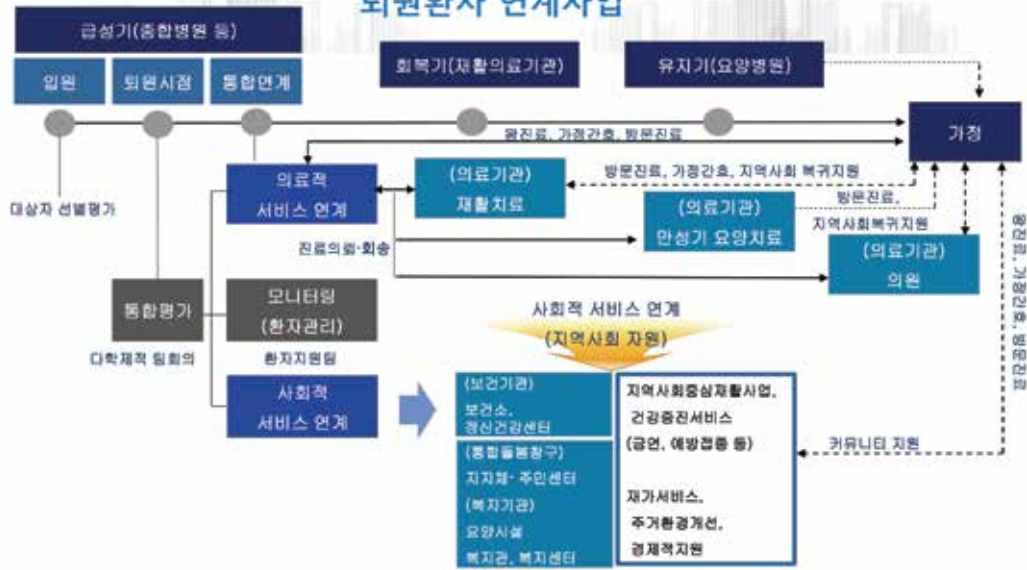 퇴원환자 연계사업
급성기(종합병원 등)
입원
퇴원시점
통합연계
회복기(재활의료기관)
유지기(요양병원)
가정
왕진료, 가정간호, 방문진료
의료적
서비스 연계
(의료기관)
재활치료
방문진료, 가정간호, 지역사회 복귀지원
대상자 선별평가
(의료기관)
만성기 요양치료
방문진료,
지역사회복귀지원
진료의뢰·회송
(의료기관)
의원
왕진료, 가정간호, 방문진료
통합평가
모니터링
(환자관리)
다학제적 팀회의
환자지원팀
사회적
서비스 연계
사회적 서비스 연계
(지역사회 자원)
(보건기관)
보건소,
정신건강센터
(통합돌봄창구)
지자체- 주민센터
(복지기관)
요양시설
복지관, 복지센터
지역사회중심재활사업,
건강증진서비스
(금연, 예방접종 등)
재가서비스,
주거환경개선,
경제적지원
커뮤니티 지원